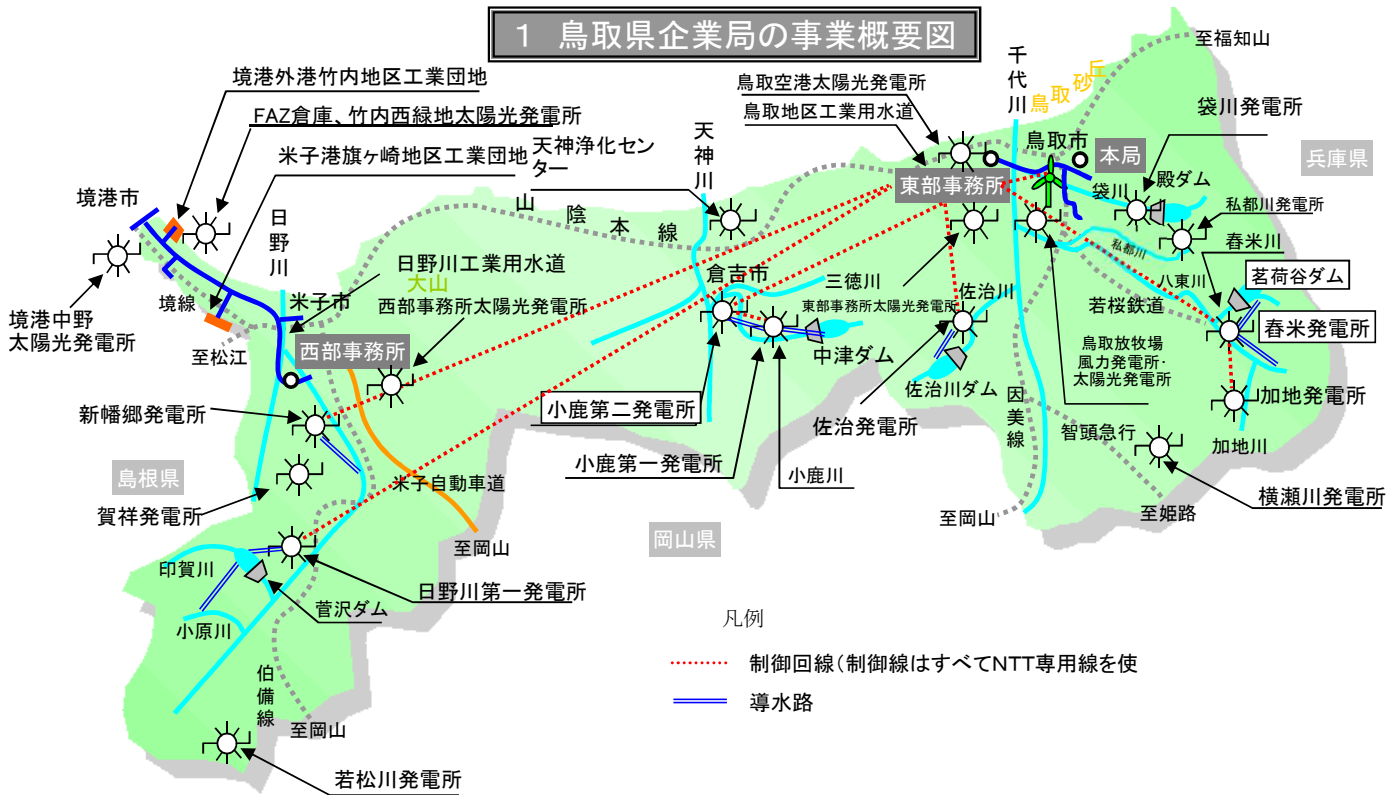 1 鳥取県企業局の事業概要図
至福知山
境港外港竹内地区工業団地
FAZ倉庫、竹内西緑地太陽光発電所
米子港旗ヶ崎地区工業団地
天神浄化セン
ター
天神川
鳥取空港太陽光発電所
鳥取地区工業用水道
千代川
鳥取砂丘
袋川発電所
鳥取市
本局
兵庫県
東部事務所
袋川
殿ダム
私都川発電所
私都川
舂米川
境港市
日野川
山陰本線
日野川工業用水道
大山
西部事務所太陽光発電所
倉吉市
三徳川
東部事務所太陽光発電所
佐治川
八東川
茗荷谷ダム
若桜鉄道
舂米発電所
境線
米子市
境港中野
太陽光発電所
至松江
西部事務所
中津ダム
佐治川ダム
鳥取放牧場
風力発電所・
太陽光発電所
因美線
新幡郷発電所
小鹿第二発電所
佐治発電所
加地発電所
智頭急行
加地川
小鹿第一発電所
小鹿川
島根県
米子自動車道
賀祥発電所
横瀬川発電所
至岡山
至姫路
岡山県
至岡山
印賀川
日野川第一発電所
菅沢ダム
小原川
凡例
制御回線(制御線はすべてNTT専用線を使
導水路
伯備線
至岡山
若松川発電所